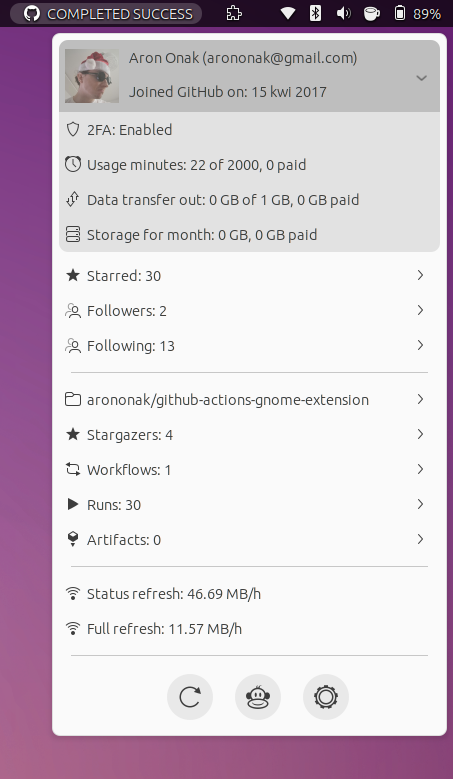 COMPLETED SUCCESS
89%
Aron Onak (arononak@gmail.com)
Joined GitHub on: 15 kwi 2017
2FA: Enabled
Usage minutes: 22 of 2000, 0 paid
Data transfer out: 0 GB of 1 GB, 0 GB paid
Storage for month: 0 GB, 0 GB paid
Starred: 30
Followers: 2
Following: 13
arononak/github-actions-gnome-extension
Stargazers: 4
Workflows: 1
Runs: 30
Artifacts: 0
Status refresh: 46.69 MB/h
Full refresh: 11.57 MB/h